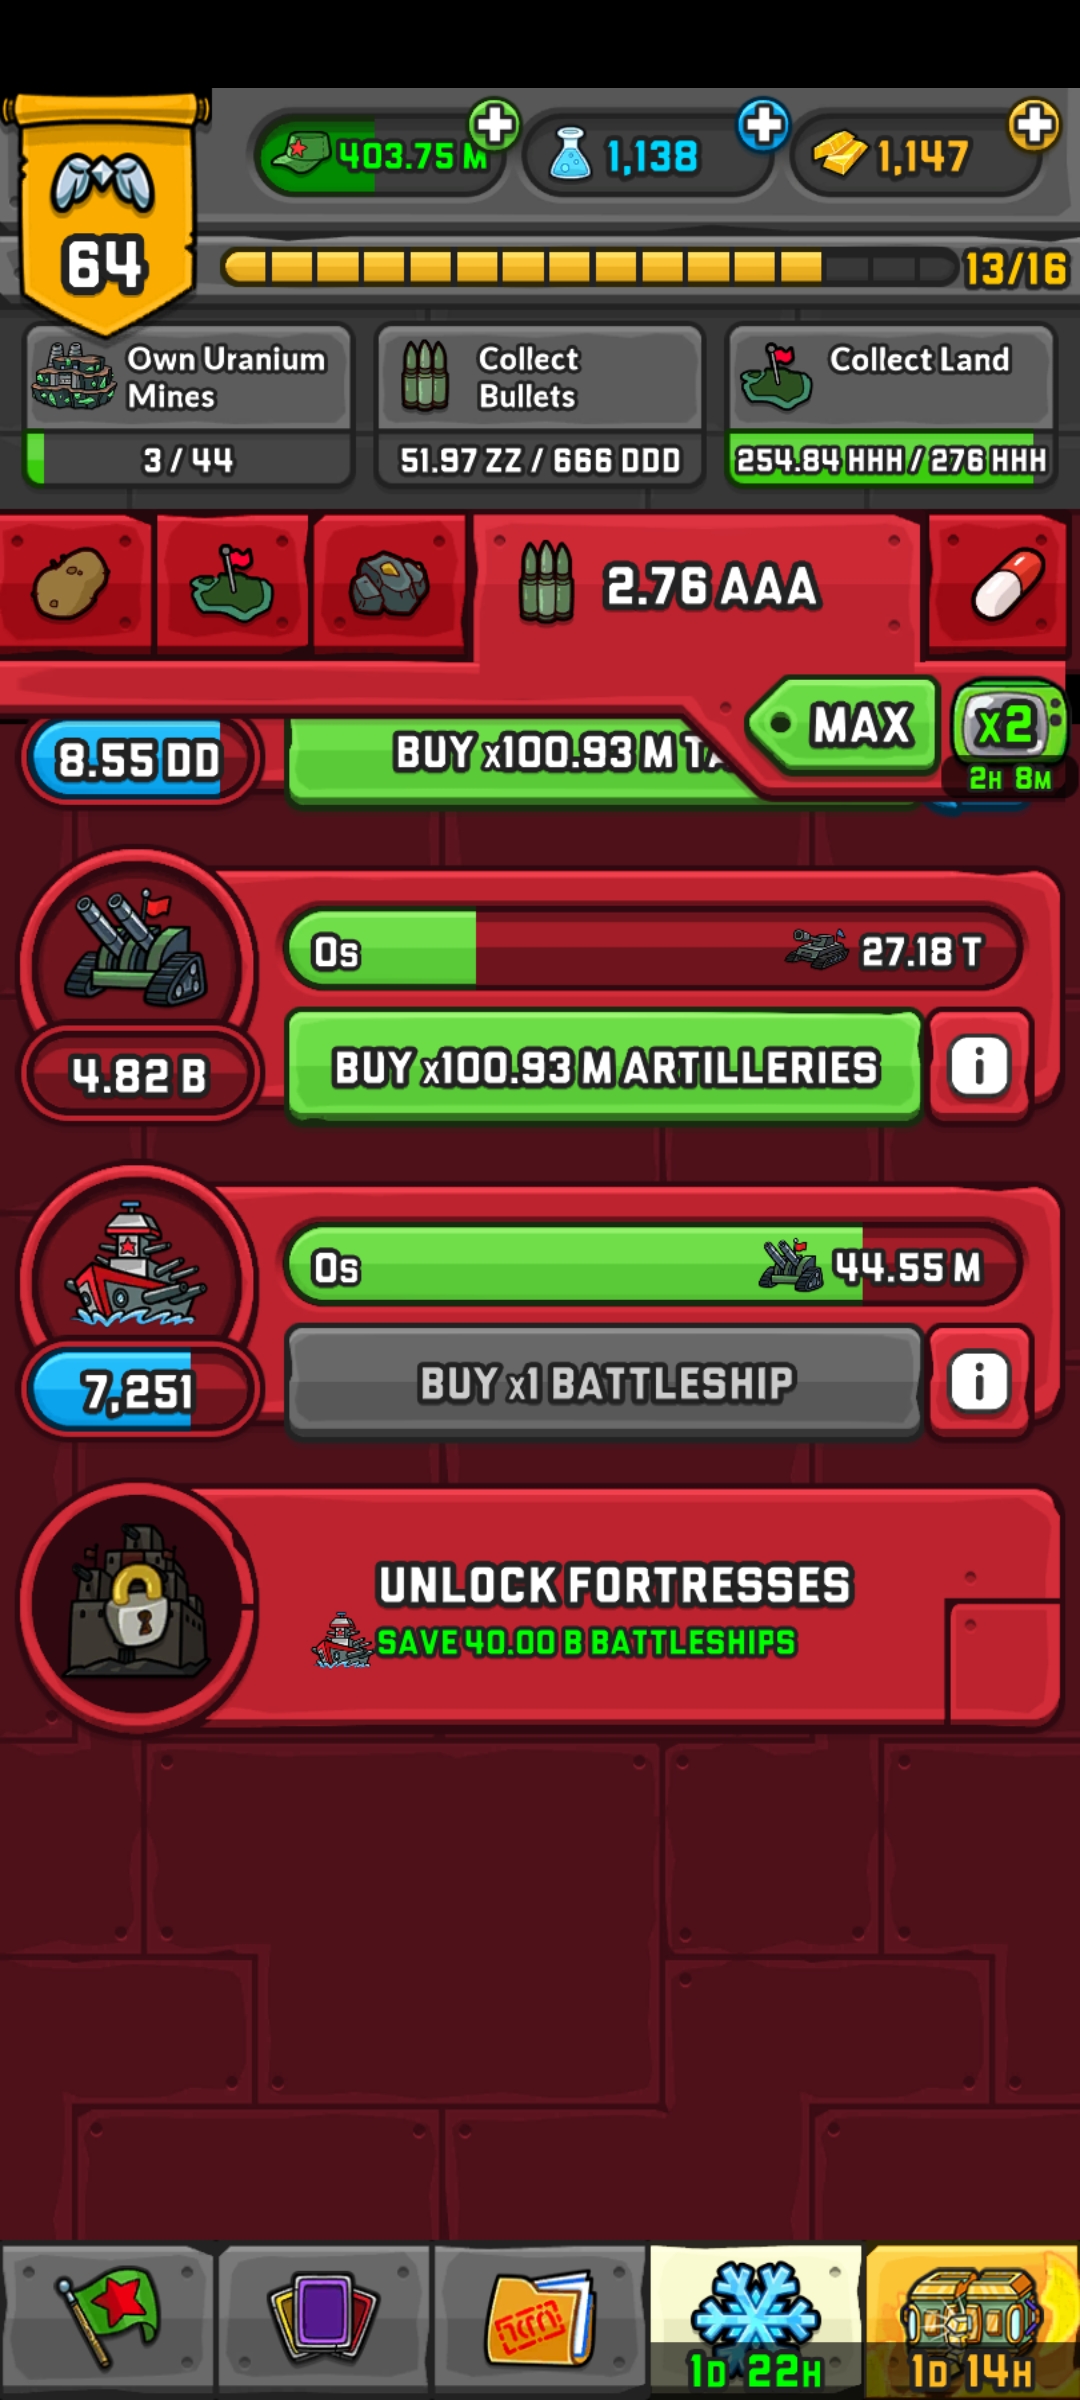 403.75 M
1,138
1,147
64
13/16
Own Uranium
Mines
3 / 44
Collect
Bullets
51.97 ZZ / 666 DDD
Collect Land
254.84 HHH / 276 HHH
2.76 AAA
MAX
X2
2H 8M
8.55 DD
BUY x100.93 M TA
0s
27.18 T
4.82 B
BUY x100.93 M ARTILLERIES
i
0s
44.55 M
7,251
BUY x1 BATTLESHIP
i
UNLOCK FORTRESSES
SAVE 40.00 B BATTLESHIPS
1D 22H
1D 14H